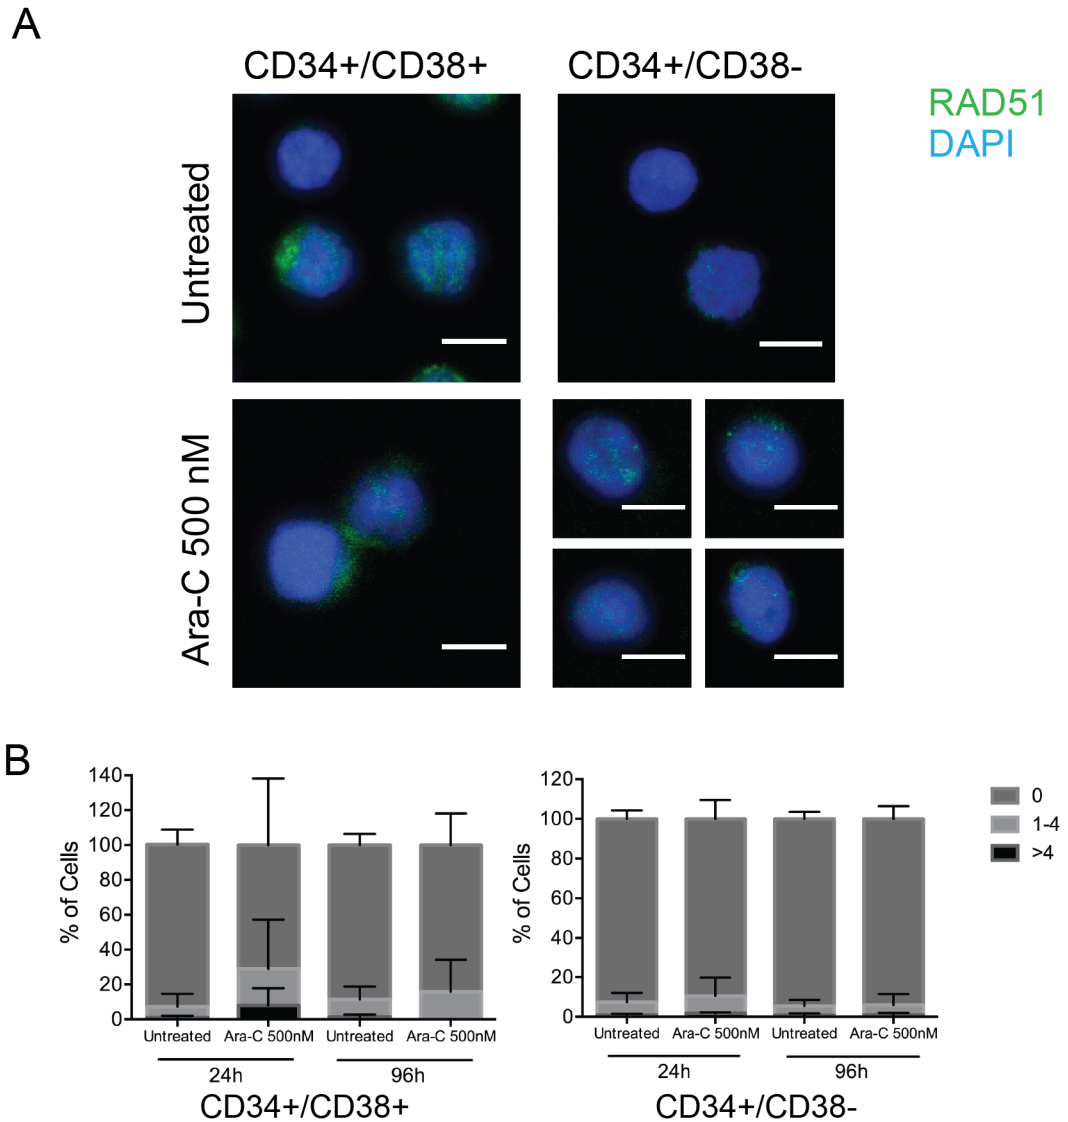 A
CD34+/CD38+ CD34+/CD38-
RAD51
DAPI
Untreated
Ara-C 500 nM
B
140
120
100
80
60
40
20
0
% of Cells
Untreated Ara-C 500nM Untreated Ara-C 500nM
24h 96h
CD34+/CD38+
120
100
80
60
40
20
0
% of Cells
Untreated Ara-C 500nM Untreated Ara-C 500nM
24h 96h
CD34+/CD38-
0
1-4
>4